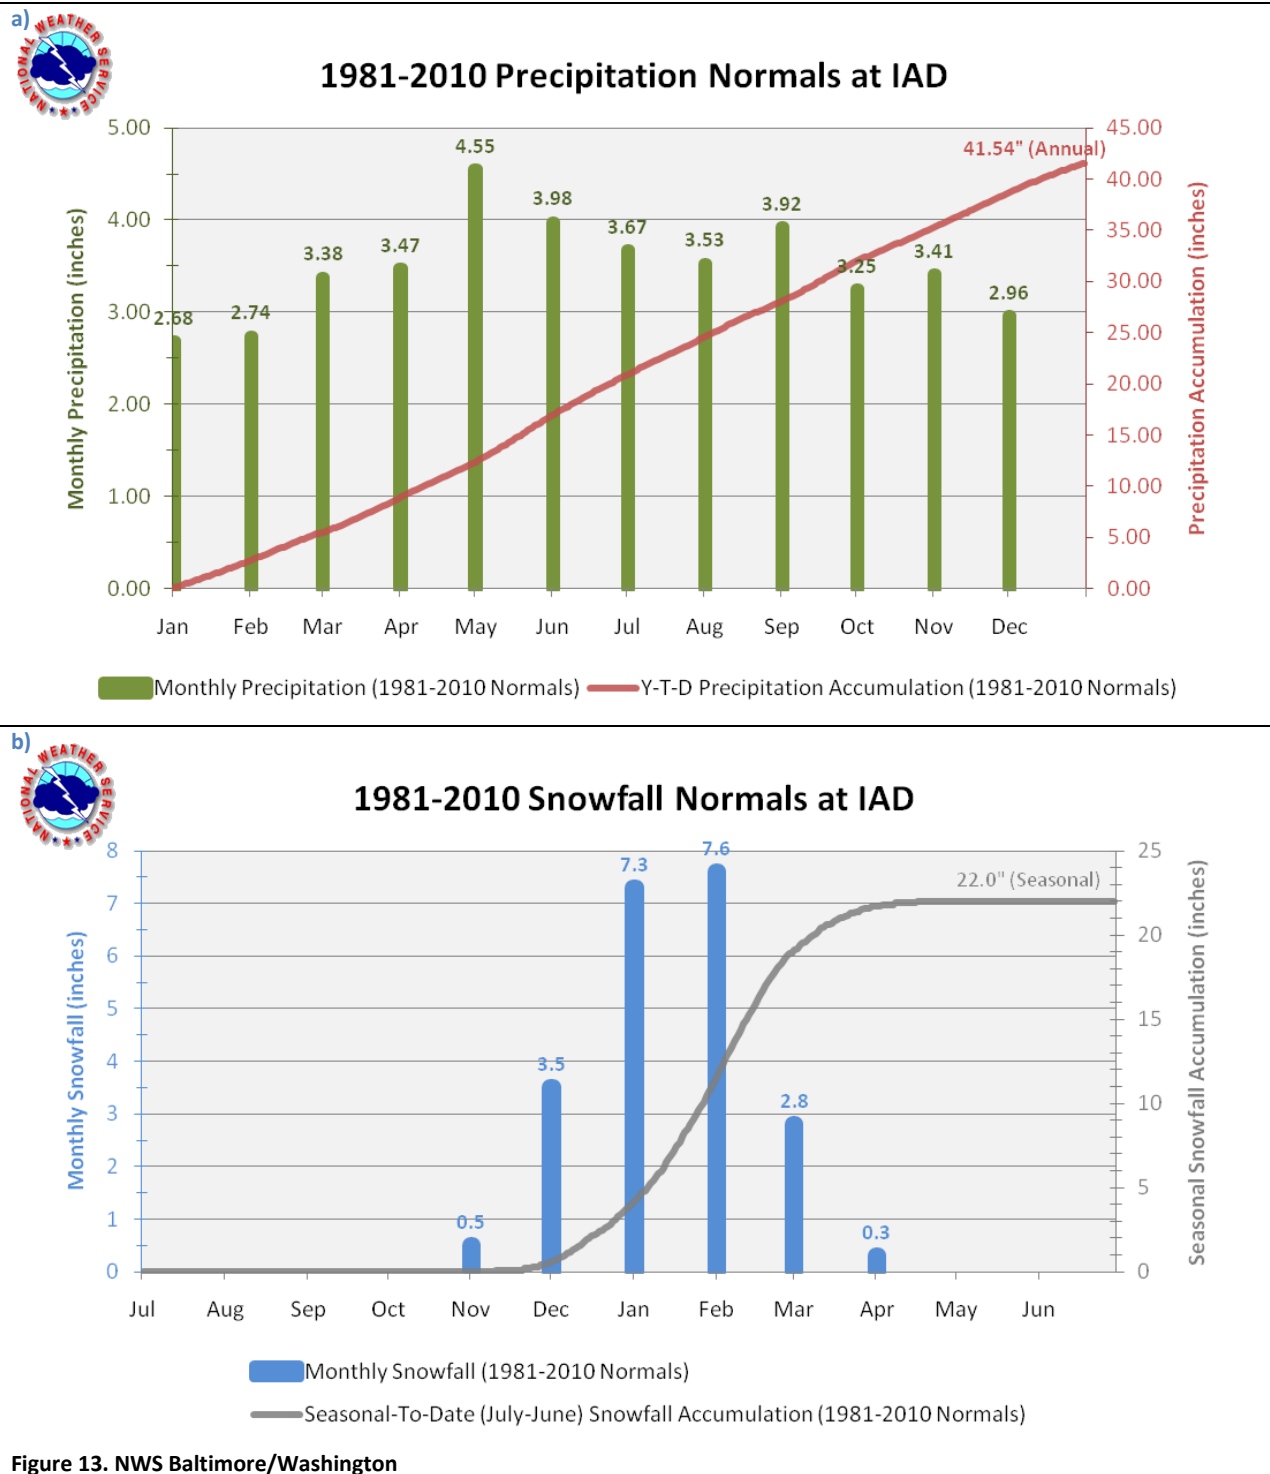 a)
NATIONAL WEATHER SERVICE
1981-2010 Precipitation Normals at IAD
Monthly Precipitation (inches)
5.00
4.00
3.00
2.00
1.00
0.00
2.68
2.74
3.38
3.47
4.55
3.98
3.67
3.53
3.92
3.25
3.41
2.96
41.54" (Annual)
45.00
40.00
35.00
30.00
25.00
20.00
15.00
10.00
5.00
0.00
Precipitation Accumulation (inches)
Jan Feb Mar Apr May Jun Jul Aug Sep Oct Nov Dec
Monthly Precipitation (1981-2010 Normals) Y-T-D Precipitation Accumulation (1981-2010 Normals)
b)
NATIONAL WEATHER SERVICE
1981-2010 Snowfall Normals at IAD
Monthly Snowfall (inches)
8
7
6
5
4
3
2
1
0
0.5
3.5
7.3
7.6
2.8
0.3
22.0" (Seasonal)
25
20
15
10
5
0
Seasonal Snowfall Accumulation (inches)
Jul Aug Sep Oct Nov Dec Jan Feb Mar Apr May Jun
Monthly Snowfall (1981-2010 Normals)
Seasonal-To-Date (July-June) Snowfall Accumulation (1981-2010 Normals)
Figure 13. NWS Baltimore/Washington